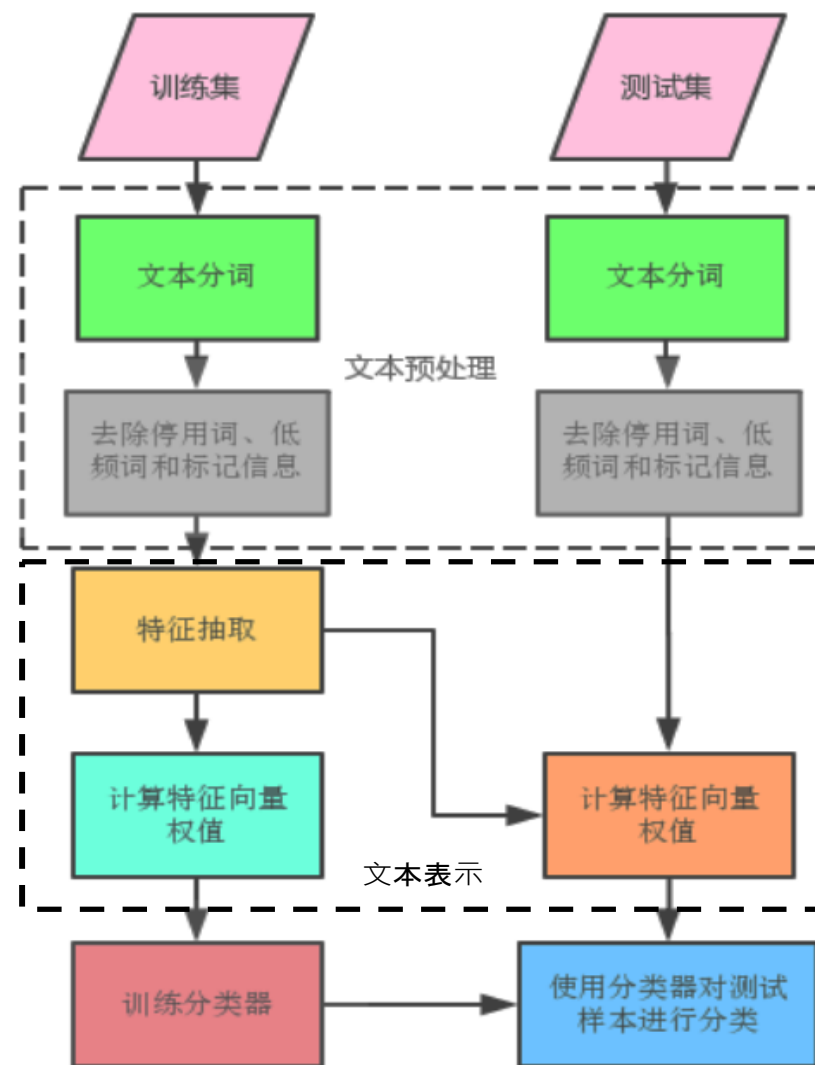 训练集
测试集
文本分词
文本分词
文本预处理
去除停用词、低
频词和标记信息
去除停用词、低
频词和标记信息
特征抽取
计算特征向量
权值
计算特征向量
权值
文本表示
训练分类器
使用分类器对测试
样本进行分类